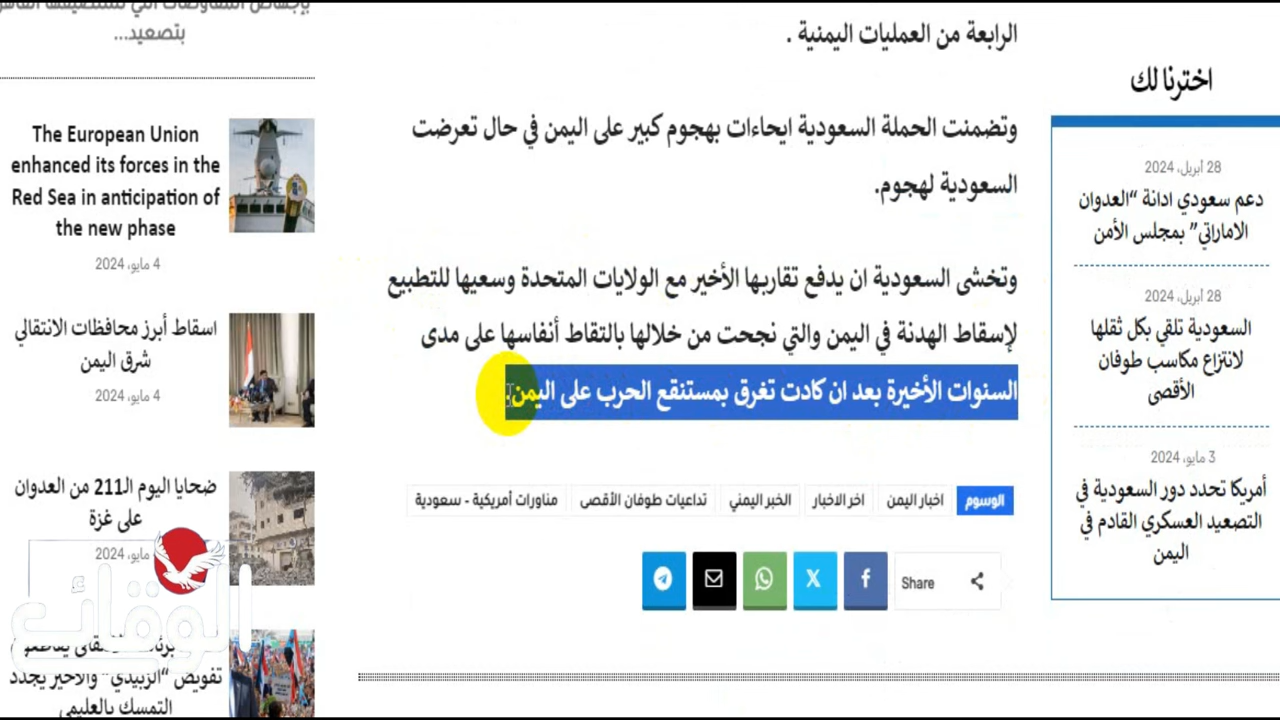 اخترنا لك
28 أبريل، 2024
دعم سعودي ادانة “العدوان
الاماراتي” بمجلس الأمن
28 أبريل، 2024
السعودية تلقي بكل ثقلها
لانتزاع مكاسب طوفان
الأقصى
3 مايو، 2024
أمريكا تحدد دور السعودية في
التصعيد العسكري القادم في
اليمن
الرابعة من العمليات اليمنية .
وتضمنت الحملة السعودية ايحاءات بهجوم كبير على اليمن في حال تعرضت
السعودية لهجوم.
وتخشى السعودية ان يدفع تقاربها الأخير مع الولايات المتحدة وسعيها للتطبيع
لإسقاط الهدنة في اليمن والتي نجحت من خلالها بالتقاط أنفاسها على مدى
السنوات الأخيرة بعد ان كادت تغرق بمستنقع الحرب على اليمن.
الوسوم
اخبار اليمن
اخر الاخبار
الخبر اليمني
تداعيات طوفان الأقصى
مناورات أمريكية - سعودية
Share
بتصعيد...
The European Union
enhanced its forces in the
Red Sea in anticipation of
the new phase
4 مايو، 2024
اسقاط أبرز محافظات الانتقالي
شرق اليمن
4 مايو، 2024
ضحايا اليوم الـ211 من العدوان
على غزة
مايو، 2024
الوقائع
تفويض “الزبيدي” والأخير يجدد
التمسك بالعليمي